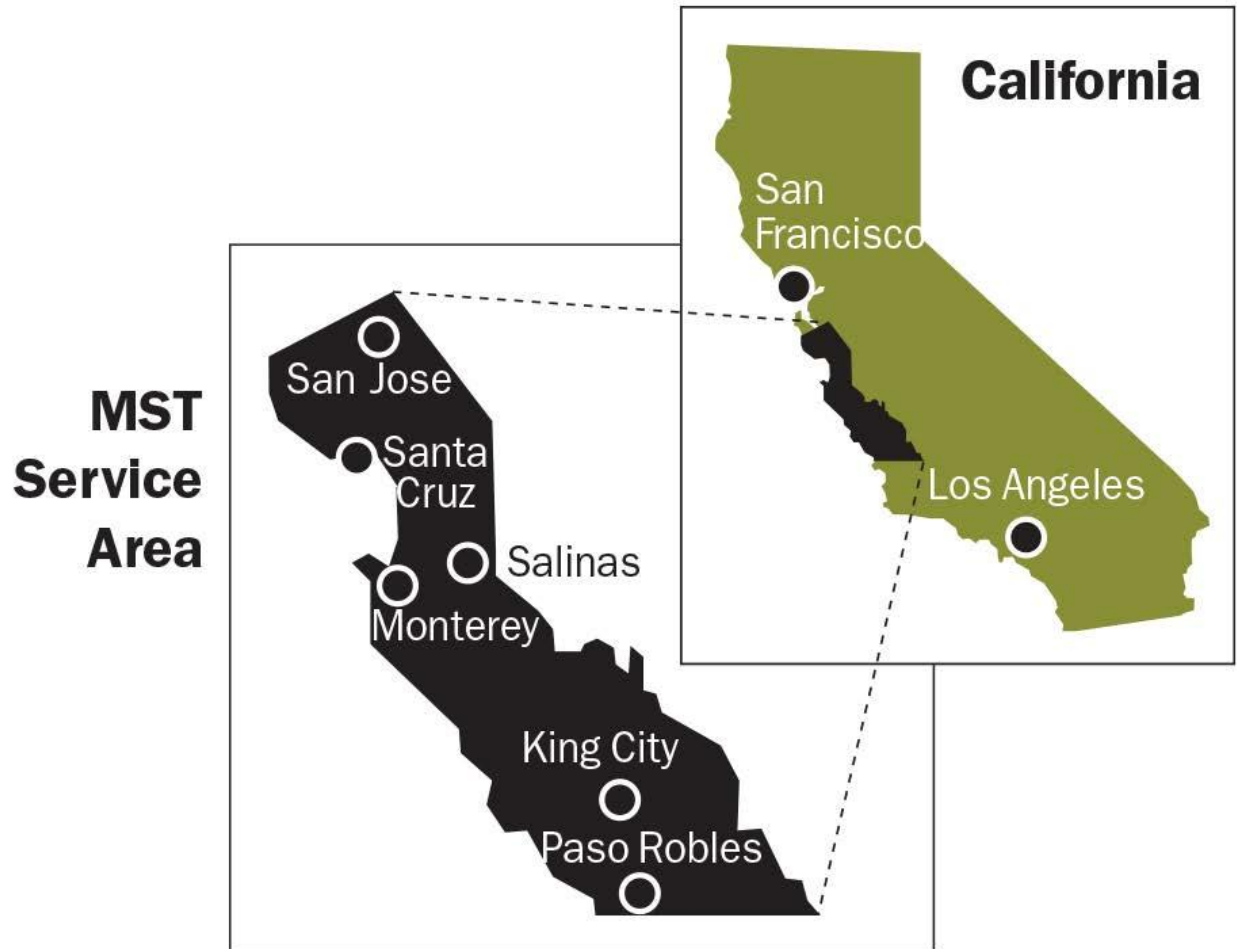 California
San
Francisco
Los Angeles
MST
Service
Area
San Jose
Santa
Cruz
Salinas
Monterey
King City
Paso Robles